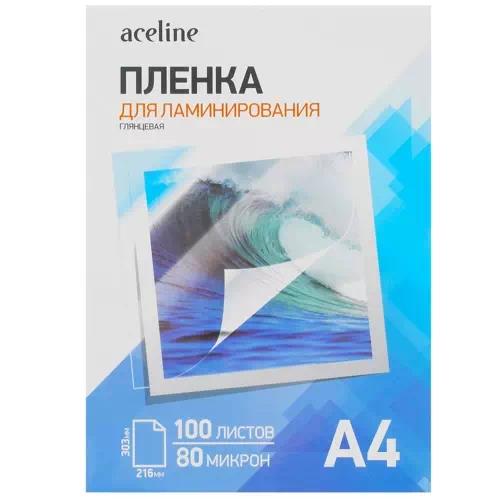 aceline
ПЛЕНКА
ДЛЯ ЛАМИНИРОВАНИЯ
ГЛЯНЦЕВАЯ
303мм
216мм
100 ЛИСТОВ
80 МИКРОН
A4